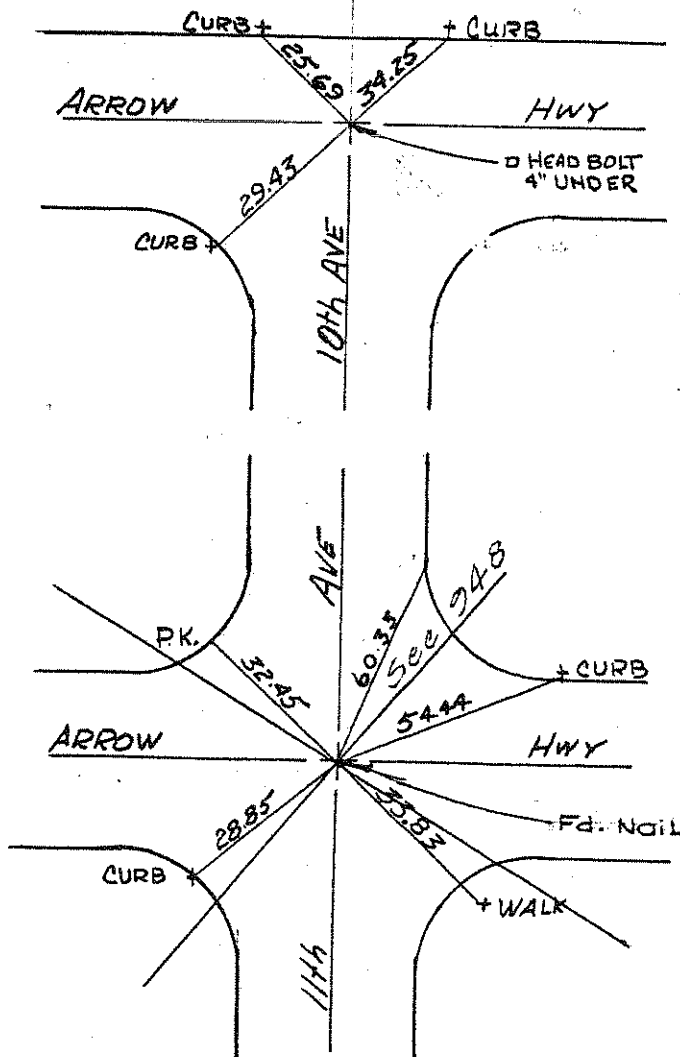 CURB
CURB
25.69
34.25
ARROW
HWY
□ HEAD BOLT
4" UNDER
29.43
CURB
10th AVE
AVE
Sec 948
60.35
P.K.
32.45
CURB
54.44
ARROW
HWY
28.85
33.83
Fd. Nail
CURB
WALK
11th